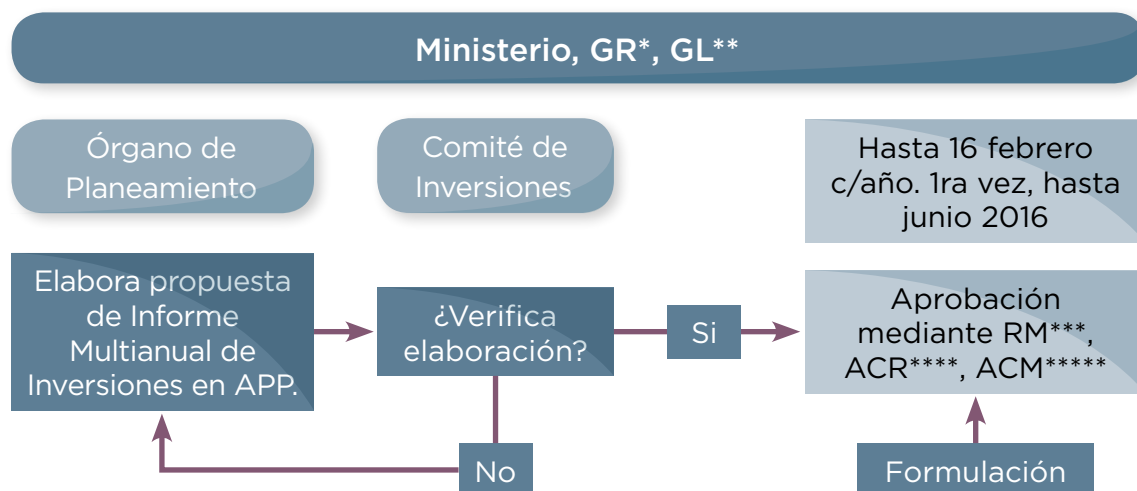 Ministerio, GR*, GL**
Órgano de
Planeamiento
Comité de
Inversiones
Hasta 16 febrero
c/año. 1ra vez, hasta
junio 2016
Elabora propuesta
de Informe
Multianual de
Inversiones en APP.
¿Verifica
elaboración?
Si
Aprobación
mediante RM***,
ACR****, ACM*****
No
Formulación